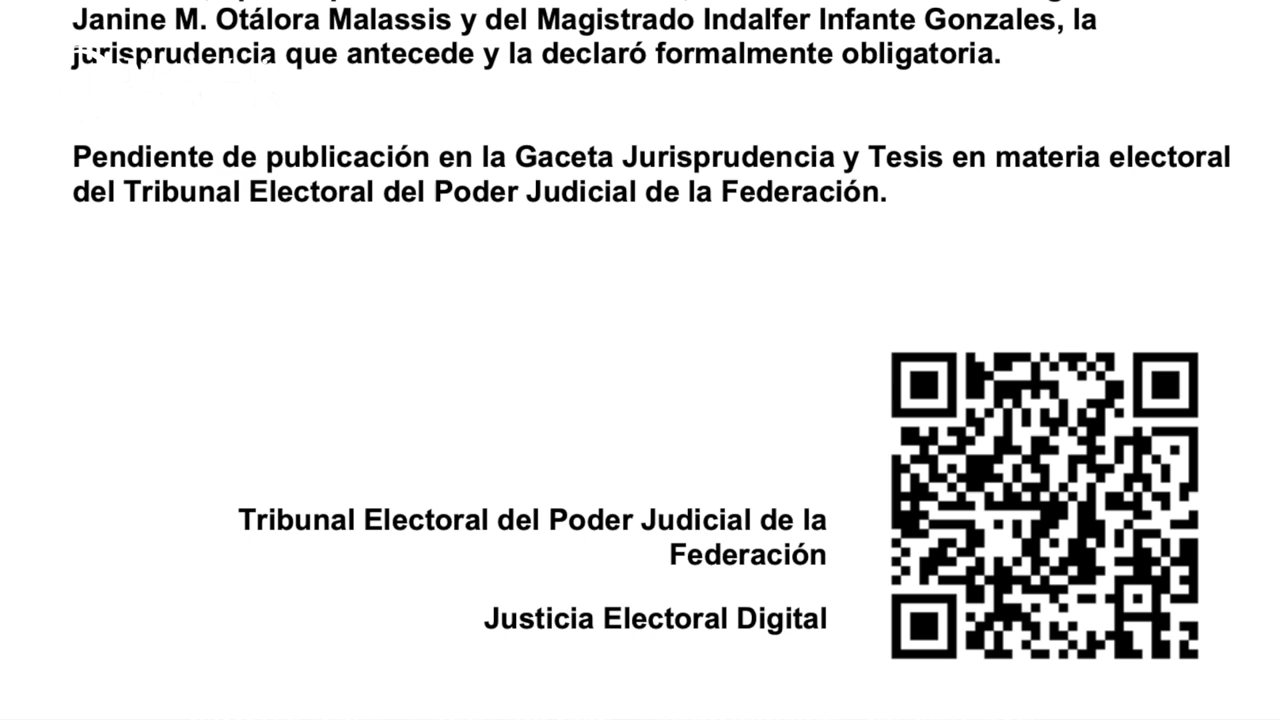 Janine M. Otálora Malassis y del Magistrado Indalfer Infante Gonzales, la
jurisprudencia que antecede y la declaró formalmente obligatoria.
Pendiente de publicación en la Gaceta Jurisprudencia y Tesis en materia electoral
del Tribunal Electoral del Poder Judicial de la Federación.
Tribunal Electoral del Poder Judicial de la
Federación
Justicia Electoral Digital